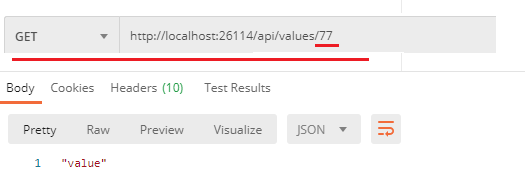 GET http://localhost:26114/api/values/77
Body Cookies Headers (10) Test Results
Pretty Raw Preview Visualize JSON
1 "value"